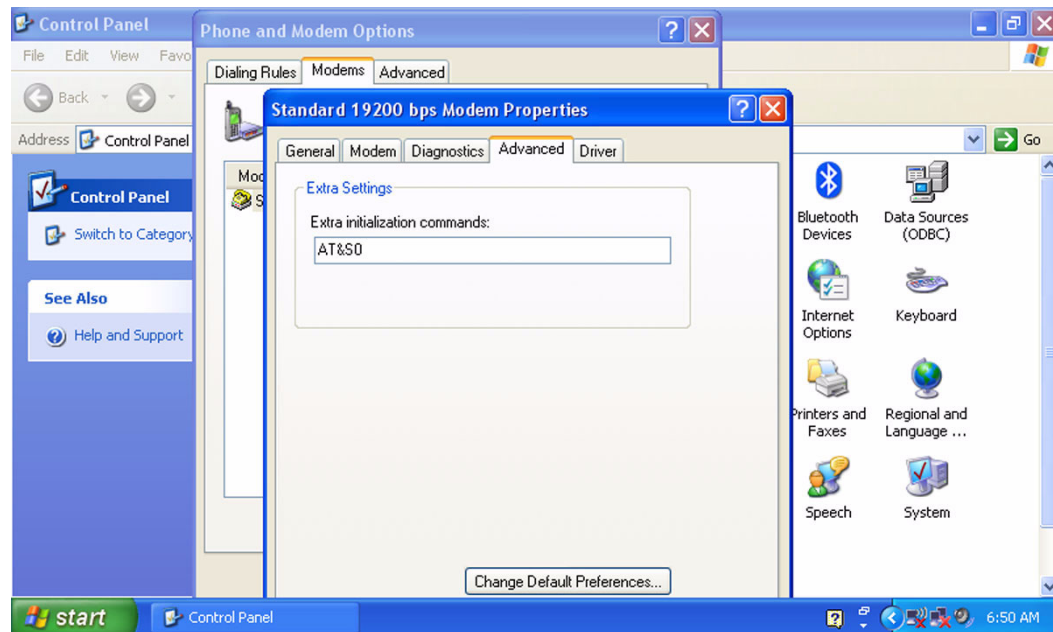 Control Panel
File Edit View Favo
Back
Address Control Panel
Go
Control Panel
Switch to Category
See Also
Help and Support
Phone and Modem Options
Dialing Rules Modems Advanced
Mod
S
Standard 19200 bps Modem Properties
General Modem Diagnostics Advanced Driver
Extra Settings
Extra initialization commands:
AT&S0
Change Default Preferences...
Bluetooth
Devices
Data Sources
(ODBC)
Internet
Options
Keyboard
Printers and
Faxes
Regional and
Language ...
Speech
System
start
Control Panel
6:50 AM